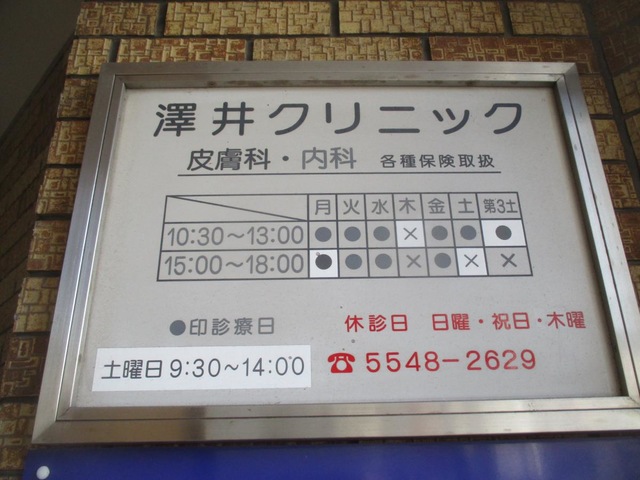 澤井クリニック
皮膚科・内科 各種保険取扱
月 火 水 木 金 土 第3土
10:30～13:00 ● ● ● × ● ● ●
15:00～18:00 ● ● ● × ● × ×
●印診療日 休診日 日曜・祝日・木曜
土曜日 9:30～14:00 ☎ 5548-2629